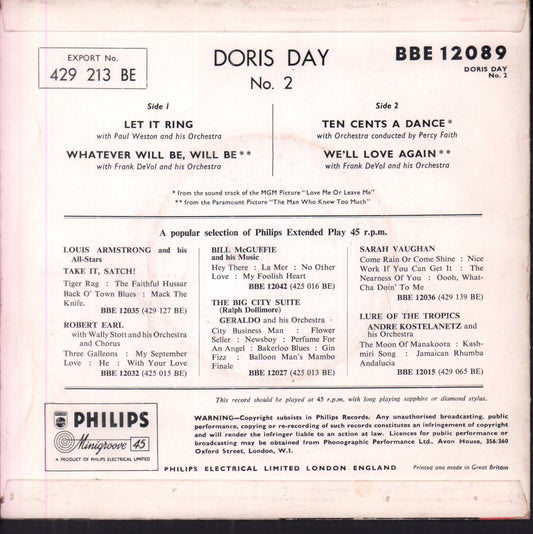 EXPORT No.
429 213 BE
DORIS DAY
No. 2
BBE 12089
DORIS DAY
No. 2
Side 1
LET IT RING
with Paul Weston and his Orchestra
WHATEVER WILL BE, WILL BE**
with Frank DeVol and his Orchestra
Side 2
TEN CENTS A DANCE*
with Orchestra conducted by Percy Faith
WE'LL LOVE AGAIN**
with Frank DeVol and his Orchestra
* from the sound track of the MGM Picture "Love Me Or Leave Me"
** from the Paramount Picture "The Man Who Knew Too Much"
A popular selection of Philips Extended Play 45 r.p.m.
LOUIS ARMSTRONG and his
All-Stars
TAKE IT, SATCH!
Tiger Rag : The Faithful Hussar
Back O' Town Blues : Mack The
Knife.
BBE 12035 (429 127 BE)
ROBERT EARL
with Wally Stott and his Orchestra
and Chorus
Three Galleons : My September
Love : He : With Your Love
BBE 12032 (425 015 BE)
BILL McGUFFIE
and his Music
Hey There : La Mer : No Other
Love : My Foolish Heart
BBE 12042 (425 016 BE)
THE BIG CITY SUITE
(Ralph Dollimore)
GERALDO and his Orchestra
City Business Man : Flower
Seller : Newsboy : Perfume For
An Angel : Bakerloo Blues : Gin
Fizz : Balloon Man's Mambo
Finale
BBE 12027 (425 013 BE)
SARAH VAUGHAN
Come Rain Or Come Shine : Nice
Work If You Can Get It : The
Nearness Of You : Oooh, What-
Cha Doin' To Me
BBE 12036 (429 139 BE)
LURE OF THE TROPICS
ANDRE KOSTELANETZ and
his Orchestra
The Moon Of Manakoora : Kash-
miri Song : Jamaican Rhumba
Andalucia
BBE 12015 (429 065 BE)
This record should be played at 45 r.p.m. with long playing sapphire or diamond stylus.
PHILIPS
PHILIPS
Minigroove 45
A PRODUCT OF PHILIPS ELECTRICAL LIMITED
WARNING—Copyright subsists in Philips Records. Any unauthorised broadcasting, public
performance, copying or re-recording of such records constitutes an infringement of copyright
and will render the infringer liable to an action at law. Licences for public performance or
broadcasting may be obtained from Phonographic Performance Ltd., Avon House, 356/360
Oxford Street, London, W.1.
PHILIPS ELECTRICAL LIMITED LONDON ENGLAND
Printed and made in Great Britain